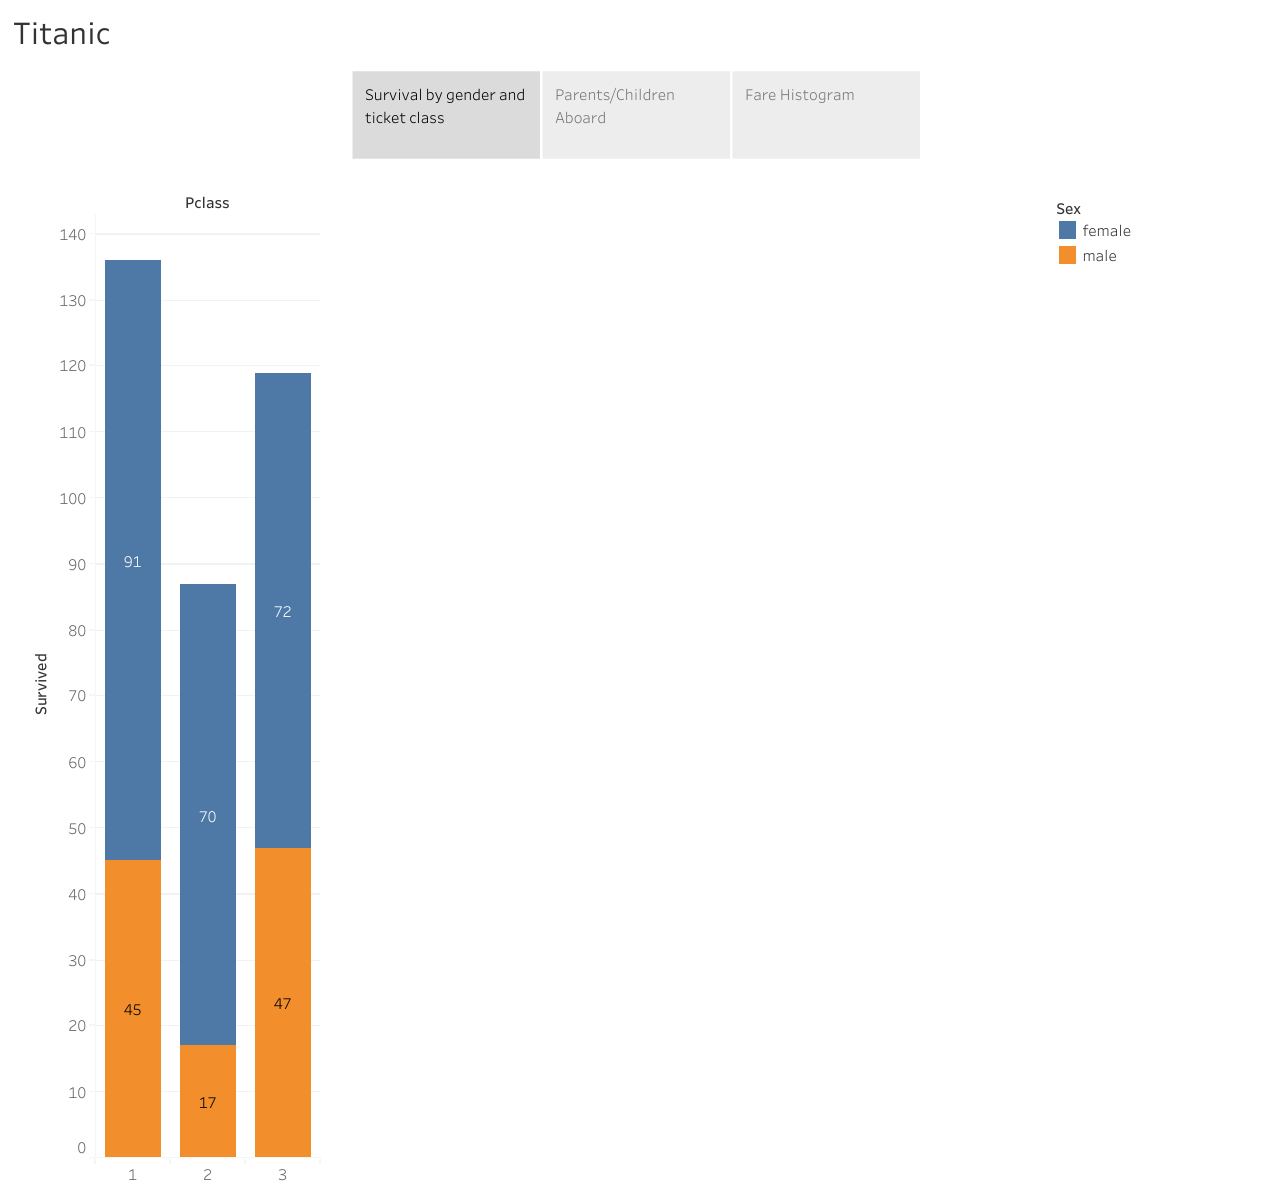 Titanic
Survival by gender and
ticket class
Parents/Children
Aboard
Fare Histogram
Pclass
Sex
female
male
140
130
120
110
100
90
80
70
60
50
40
30
20
10
0
Survived
91
70
72
45
17
47
1
2
3